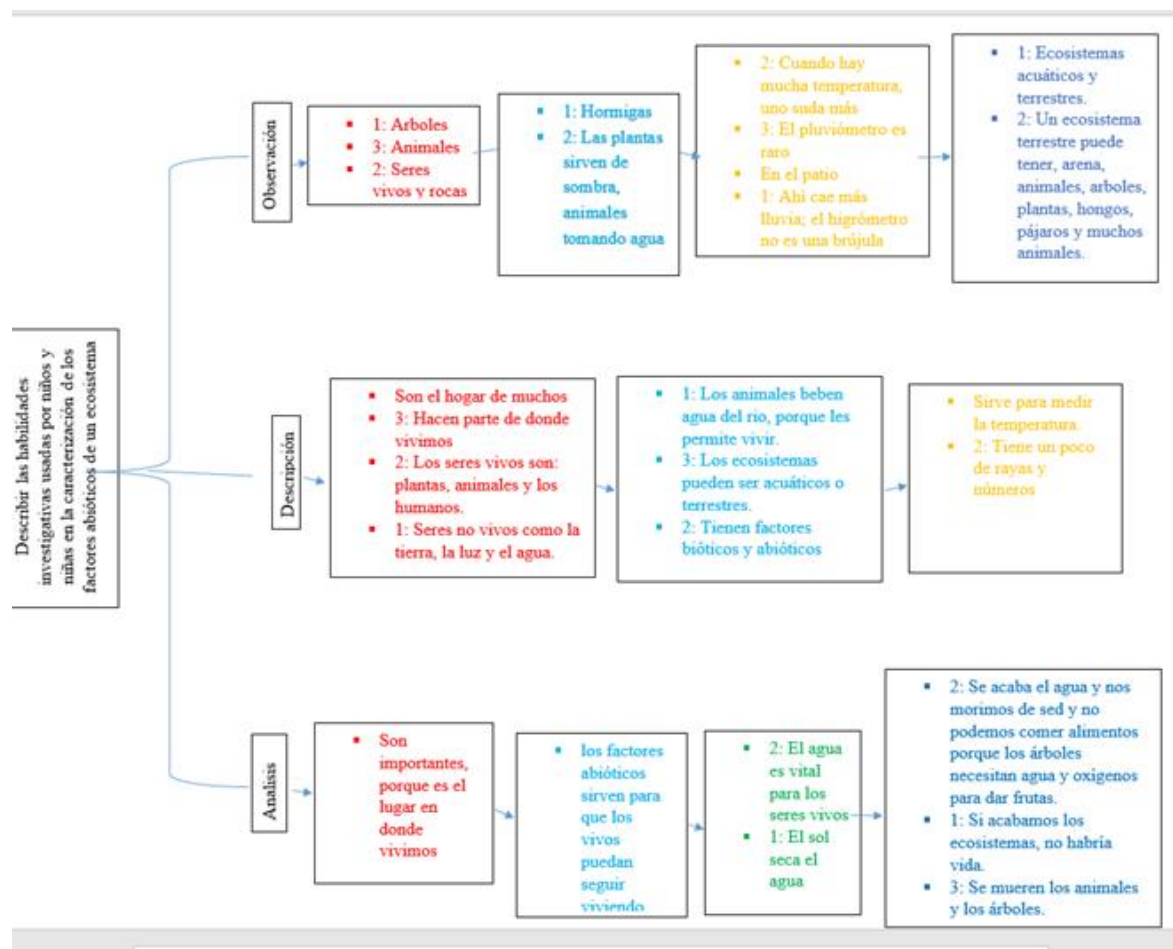 Describir las habilidades
investigativas usadas por niños y
niñas en la caracterización de los
factores abióticos de un ecosistema
Observación
1: Arboles
3: Animales
2: Seres
vivos y rocas
1: Hormigas
2: Las plantas
sirven de
sombra,
animales
tomando agua
2: Cuando hay
mucha temperatura,
uno suda más
3: El pluviómetro es
raro
En el patio
1: Ahí cae más
lluvia; el higrómetro
no es una brújula
1: Ecosistemas
acuáticos y
terrestres.
2: Un ecosistema
terrestre puede
tener, arena,
animales, arboles,
plantas, hongos,
pájaros y muchos
animales.
Descripción
Son el hogar de muchos
3: Hacen parte de donde
vivimos
2: Los seres vivos son:
plantas, animales y los
humanos.
1: Seres no vivos como la
tierra, la luz y el agua.
1: Los animales beben
agua del rio, porque les
permite vivir.
3: Los ecosistemas
pueden ser acuáticos o
terrestres.
2: Tienen factores
bióticos y abióticos
Sirve para medir
la temperatura.
2: Tiene un poco
de rayas y
números
Analisis
Son
importantes,
porque es el
lugar en
donde
vivimos
los factores
abióticos
sirven para
que los
vivos
puedan
seguir
viviendo
2: El agua
es vital
para los
seres vivos
1: El sol
seca el
agua
2: Se acaba el agua y nos
morimos de sed y no
podemos comer alimentos
porque los árboles
necesitan agua y oxígenos
para dar frutas.
1: Si acabamos los
ecosistemas, no habría
vida.
3: Se mueren los animales
y los árboles.